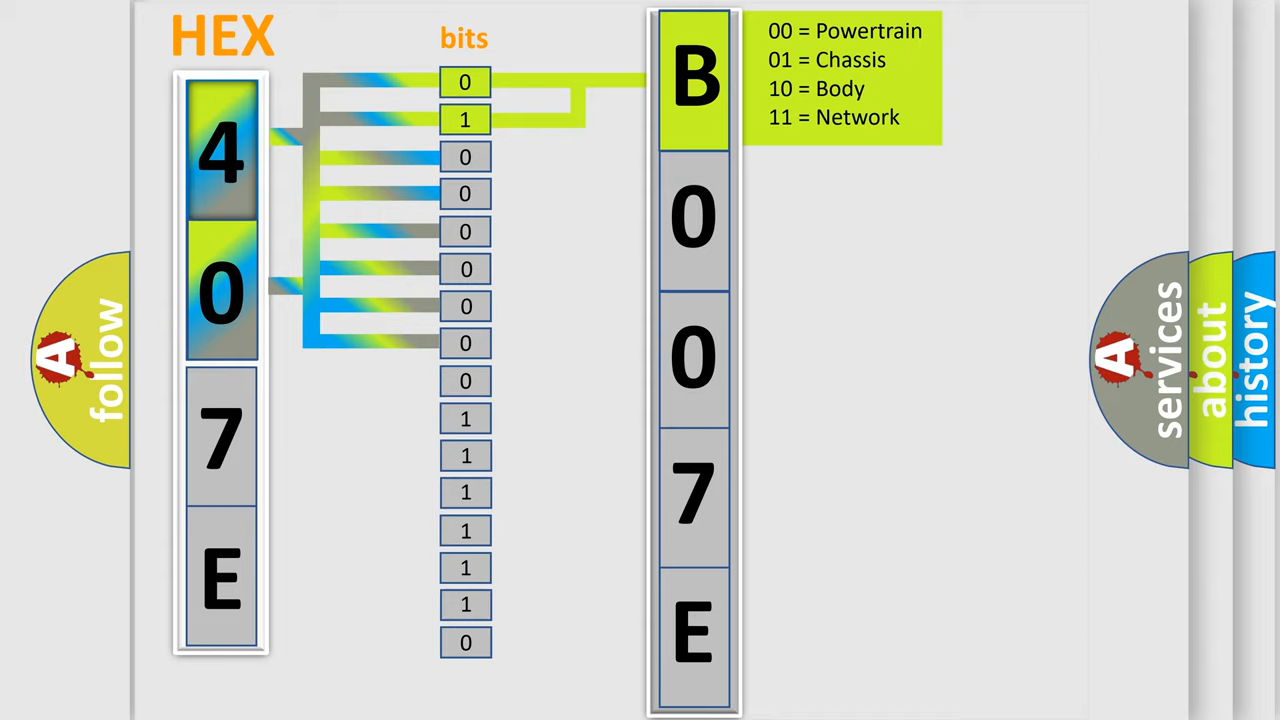 HEX
bits
4
0
7
E
0
1
0
0
0
0
0
0
0
1
1
1
1
1
1
0
B
0
0
7
E
00 = Powertrain
01 = Chassis
10 = Body
11 = Network
A
follow
A
services
about
history